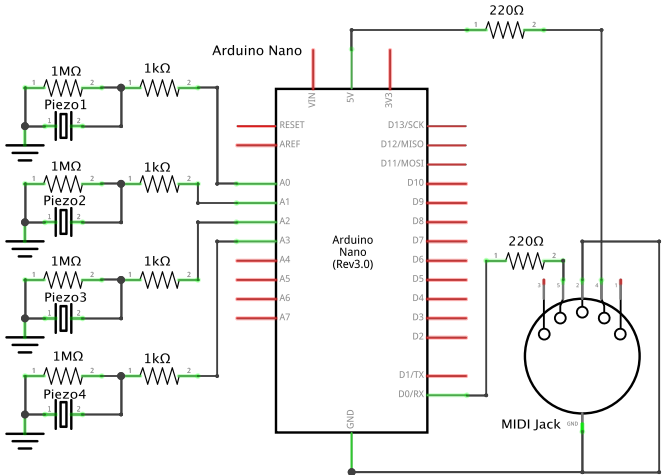 220Ω
1 2
Arduino Nano
VIN
5V
3V3
1MΩ
1 2
1kΩ
1 2
Piezo1
1 2
RESET
AREF
D13/SCK
D12/MISO
D11/MOSI
1MΩ
1 2
1kΩ
1 2
Piezo2
1 2
A0
A1
A2
A3
A4
A5
A6
A7
D10
D9
D8
D7
D6
D5
D4
D3
D2
D1/TX
D0/RX
Arduino
Nano
(Rev3.0)
220Ω
1 2
3 5 2 4 1
1MΩ
1 2
1kΩ
1 2
Piezo3
1 2
1MΩ
1 2
1kΩ
1 2
Piezo4
1 2
GND
MIDI Jack
GND